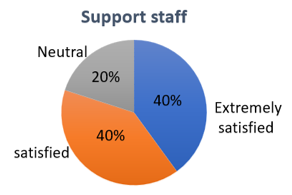 Support staff
Neutral
20%
40%
Extremely
satisfied
40%
satisfied